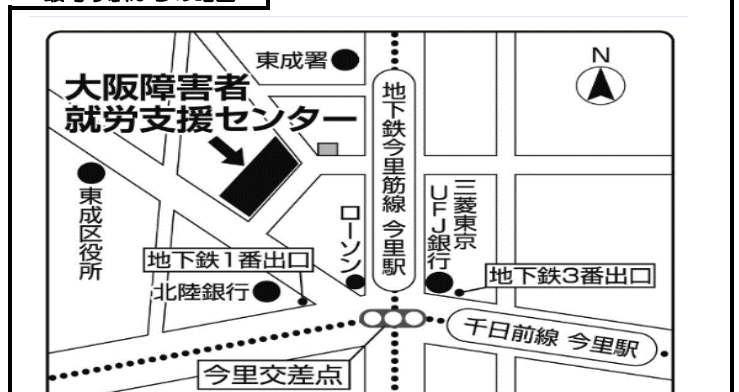 東成署
N
大阪障害者
就労支援センター
地下鉄今里筋線 今里駅
東成区役所
ローソン
三菱東京
UFJ銀行
地下鉄1番出口
地下鉄3番出口
北陸銀行
千日前線 今里駅
今里交差点